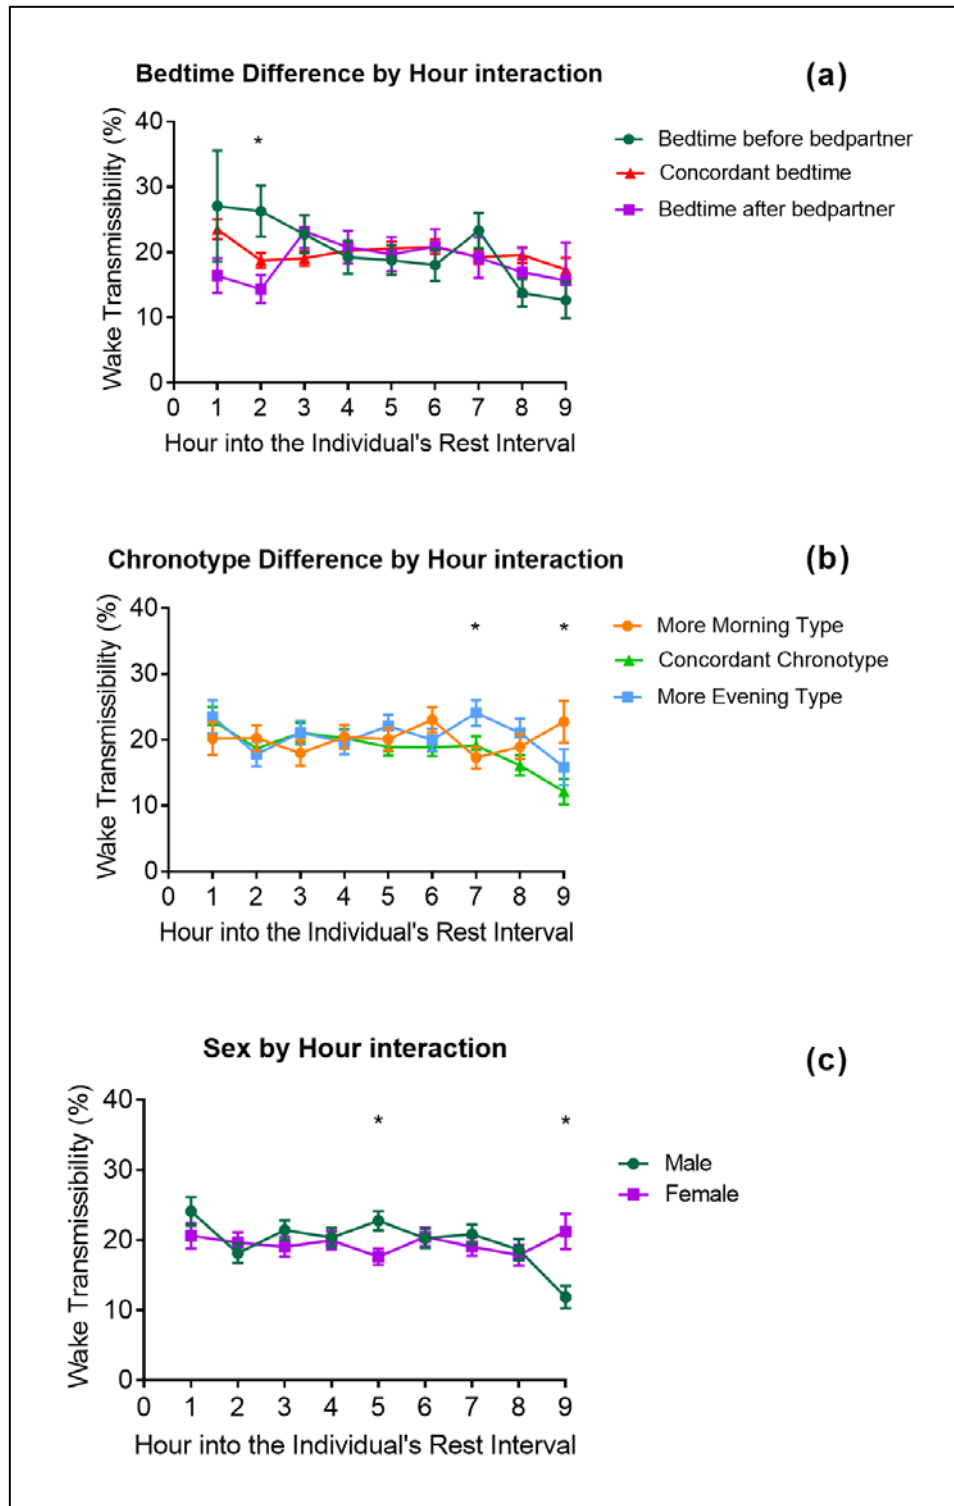 Bedtime Difference by Hour interaction
(a)
Wake Transmissibility (%)
40
30
20
10
0
*
0 1 2 3 4 5 6 7 8 9
Hour into the Individual's Rest Interval
Bedtime before bedpartner
Concordant bedtime
Bedtime after bedpartner
Chronotype Difference by Hour interaction
(b)
Wake Transmissibility (%)
40
30
20
10
0
* *
0 1 2 3 4 5 6 7 8 9
Hour into the Individual's Rest Interval
More Morning Type
Concordant Chronotype
More Evening Type
Sex by Hour interaction
(c)
Wake Transmissibility (%)
40
30
20
10
0
* *
0 1 2 3 4 5 6 7 8 9
Hour into the Individual's Rest Interval
Male
Female